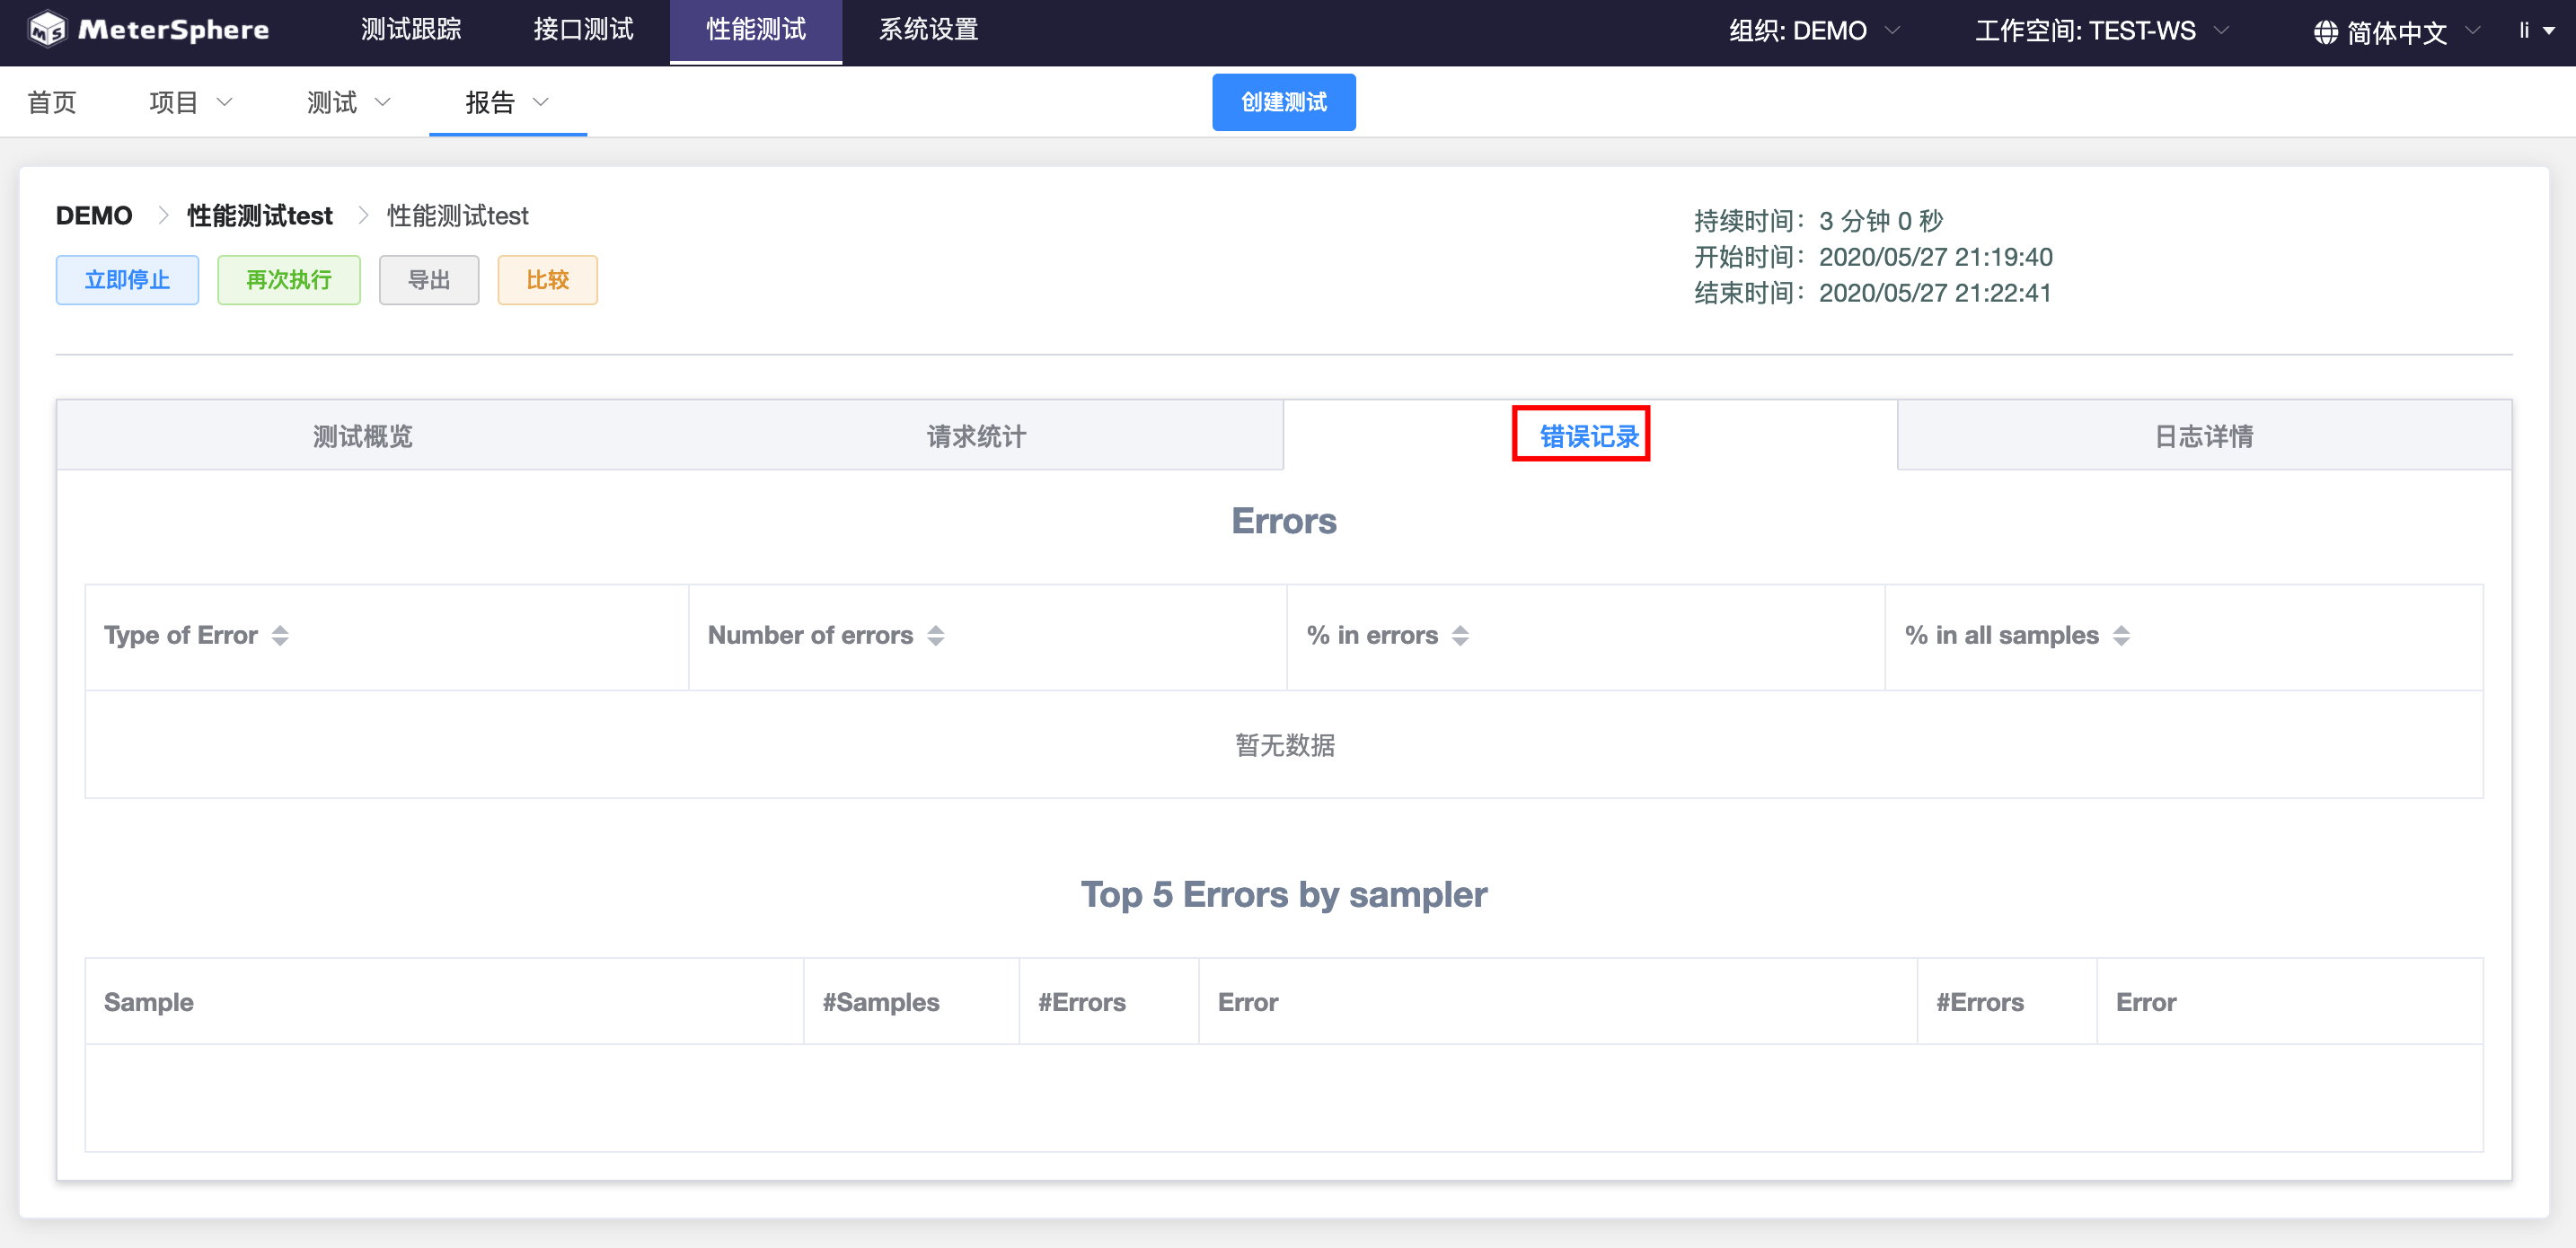 MeterSphere 测试跟踪 接口测试 性能测试 系统设置 组织: DEMO 工作空间: TEST-WS 简体中文 li
首页 项目 测试 报告 创建测试
DEMO 性能测试test 性能测试test
立即停止 再次执行 导出 比较
持续时间：3 分钟 0 秒
开始时间：2020/05/27 21:19:40
结束时间：2020/05/27 21:22:41
测试概览 请求统计 错误记录 日志详情
Errors
Type of Error Number of errors % in errors % in all samples
暂无数据
Top 5 Errors by sampler
Sample #Samples #Errors Error #Errors Error